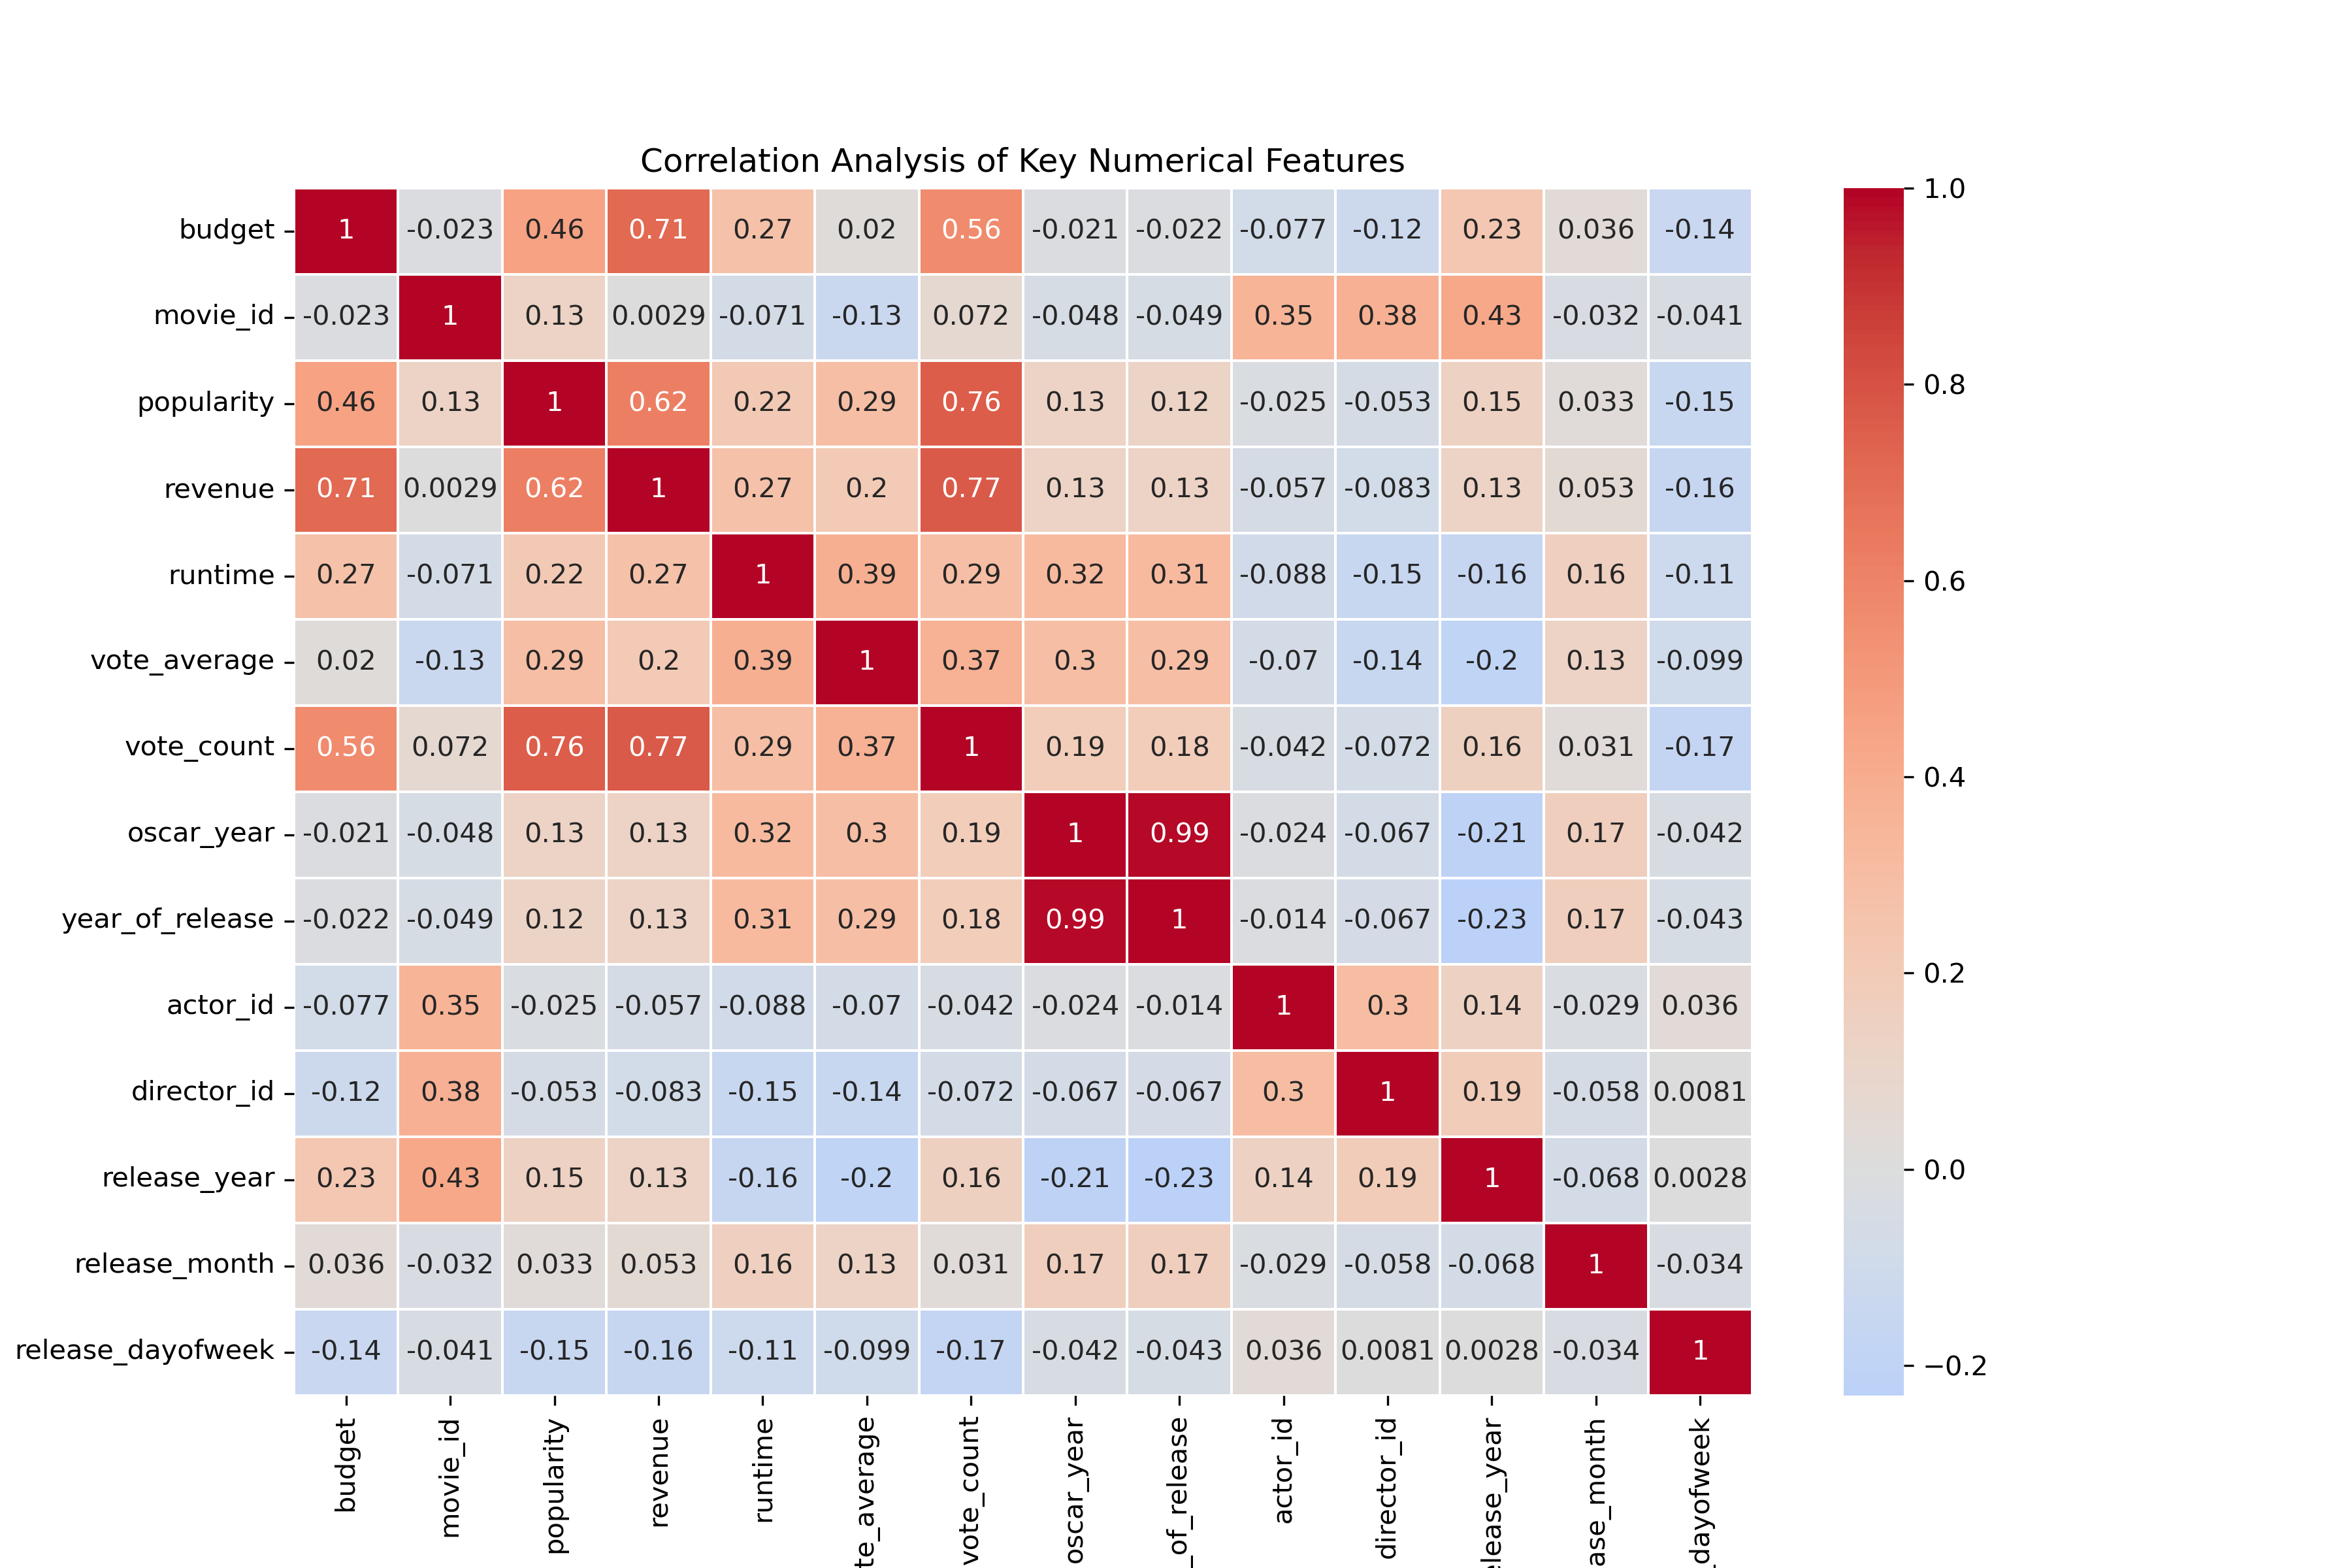 Correlation Analysis of Key Numerical Features
budget 1 -0.023 0.46 0.71 0.27 0.02 0.56 -0.021 -0.022 -0.077 -0.12 0.23 0.036 -0.14
movie_id -0.023 1 0.13 0.0029 -0.071 -0.13 0.072 -0.048 -0.049 0.35 0.38 0.43 -0.032 -0.041
popularity 0.46 0.13 1 0.62 0.22 0.29 0.76 0.13 0.12 -0.025 -0.053 0.15 0.033 -0.15
revenue 0.71 0.0029 0.62 1 0.27 0.2 0.77 0.13 0.13 -0.057 -0.083 0.13 0.053 -0.16
runtime 0.27 -0.071 0.22 0.27 1 0.39 0.29 0.32 0.31 -0.088 -0.15 -0.16 0.16 -0.11
vote_average 0.02 -0.13 0.29 0.2 0.39 1 0.37 0.3 0.29 -0.07 -0.14 -0.2 0.13 -0.099
vote_count 0.56 0.072 0.76 0.77 0.29 0.37 1 0.19 0.18 -0.042 -0.072 0.16 0.031 -0.17
oscar_year -0.021 -0.048 0.13 0.13 0.32 0.3 0.19 1 0.99 -0.024 -0.067 -0.21 0.17 -0.042
year_of_release -0.022 -0.049 0.12 0.13 0.31 0.29 0.18 0.99 1 -0.014 -0.067 -0.23 0.17 -0.043
actor_id -0.077 0.35 -0.025 -0.057 -0.088 -0.07 -0.042 -0.024 -0.014 1 0.3 0.14 -0.029 0.036
director_id -0.12 0.38 -0.053 -0.083 -0.15 -0.14 -0.072 -0.067 -0.067 0.3 1 0.19 -0.058 0.0081
release_year 0.23 0.43 0.15 0.13 -0.16 -0.2 0.16 -0.21 -0.23 0.14 0.19 1 -0.068 0.0028
release_month 0.036 -0.032 0.033 0.053 0.16 0.13 0.031 0.17 0.17 -0.029 -0.058 -0.068 1 -0.034
release_dayofweek -0.14 -0.041 -0.15 -0.16 -0.11 -0.099 -0.17 -0.042 -0.043 0.036 0.0081 0.0028 -0.034 1
budget
movie_id
popularity
revenue
runtime
te_average
vote_count
oscar_year
_of_release
actor_id
director_id
elease_year
ase_month
_dayofweek
1.0
0.8
0.6
0.4
0.2
0.0
−0.2